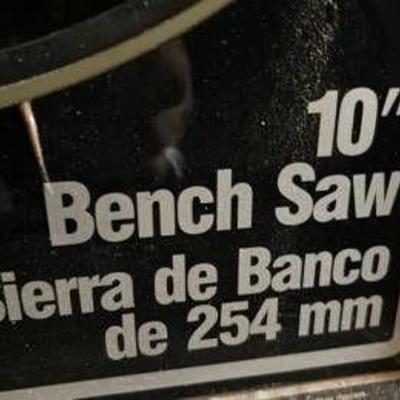 10"
Bench Saw
Sierra de Banco
de 254 mm